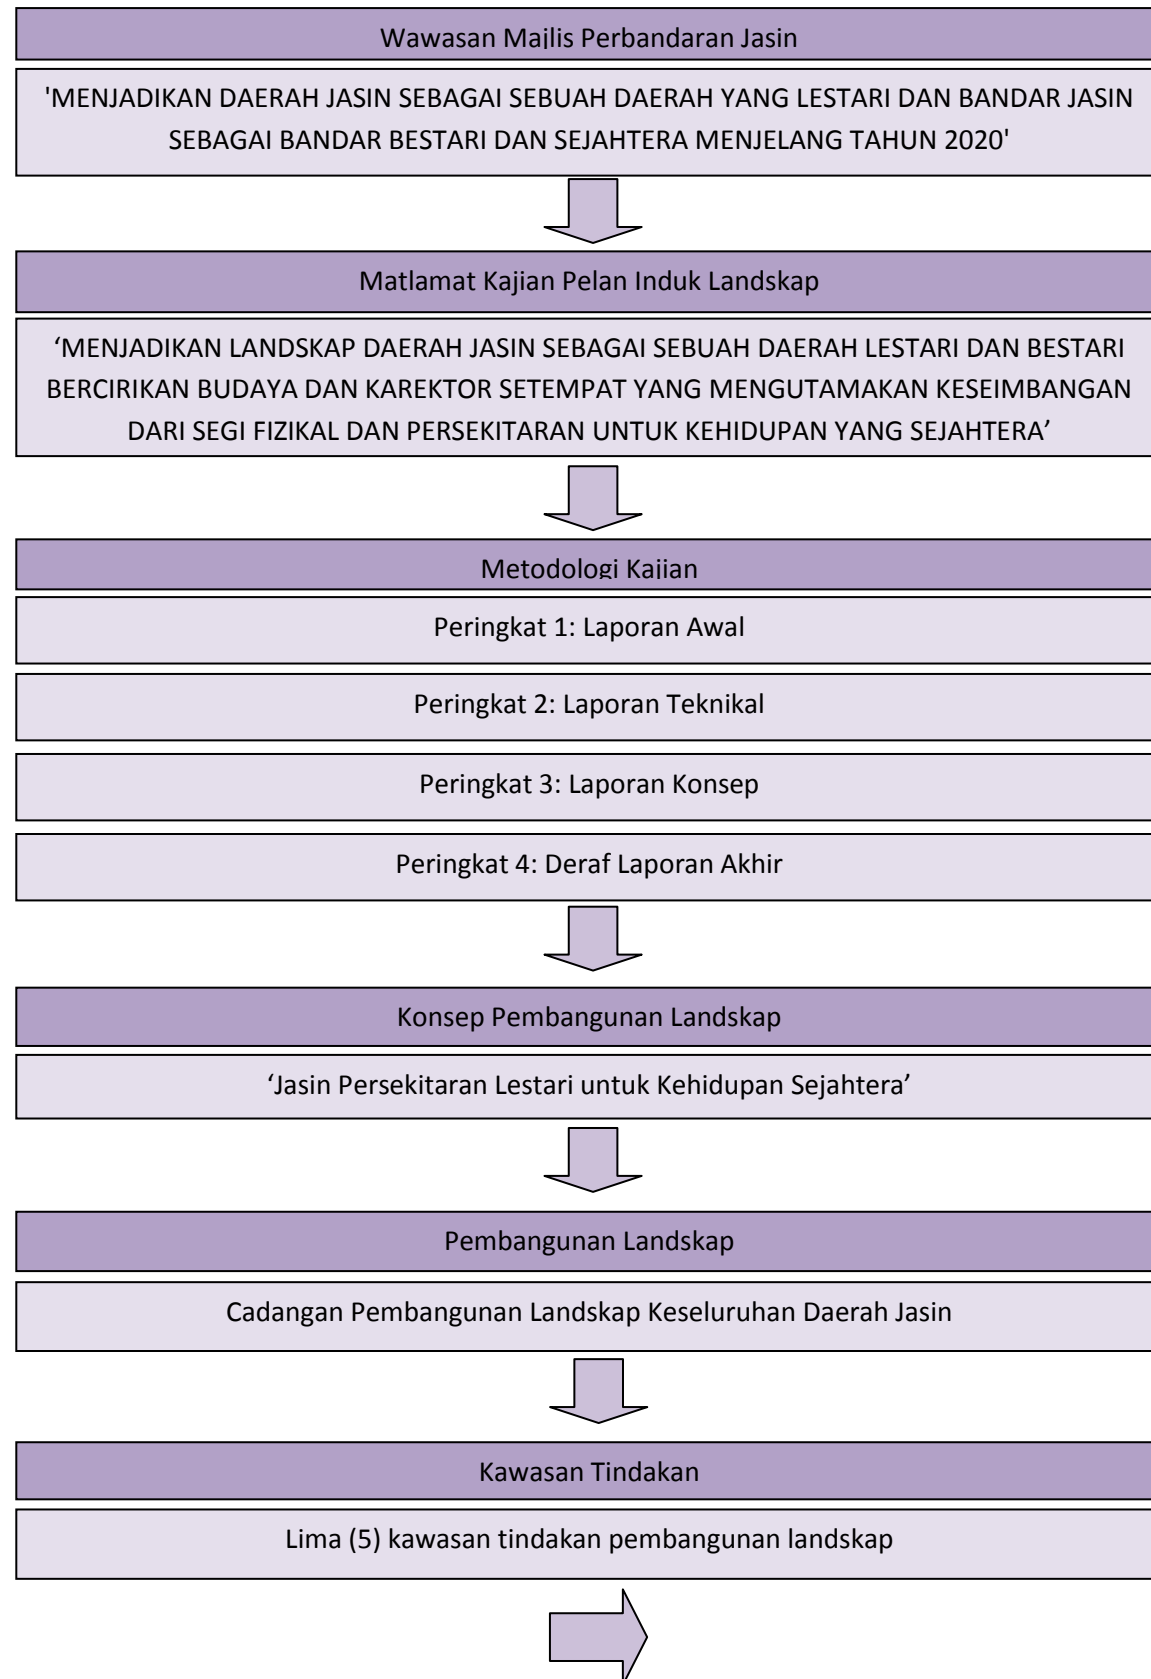 Wawasan Majlis Perbandaran Jasin
'MENJADIKAN DAERAH JASIN SEBAGAI SEBUAH DAERAH YANG LESTARI DAN BANDAR JASIN
SEBAGAI BANDAR BESTARI DAN SEJAHTERA MENJELANG TAHUN 2020'
Matlamat Kajian Pelan Induk Landskap
‘MENJADIKAN LANDSKAP DAERAH JASIN SEBAGAI SEBUAH DAERAH LESTARI DAN BESTARI
BERCIRIKAN BUDAYA DAN KAREKTOR SETEMPAT YANG MENGUTAMAKAN KESEIMBANGAN
DARI SEGI FIZIKAL DAN PERSEKITARAN UNTUK KEHIDUPAN YANG SEJAHTERA’
Metodologi Kajian
Peringkat 1: Laporan Awal
Peringkat 2: Laporan Teknikal
Peringkat 3: Laporan Konsep
Peringkat 4: Deraf Laporan Akhir
Konsep Pembangunan Landskap
‘Jasin Persekitaran Lestari untuk Kehidupan Sejahtera’
Pembangunan Landskap
Cadangan Pembangunan Landskap Keseluruhan Daerah Jasin
Kawasan Tindakan
Lima (5) kawasan tindakan pembangunan landskap